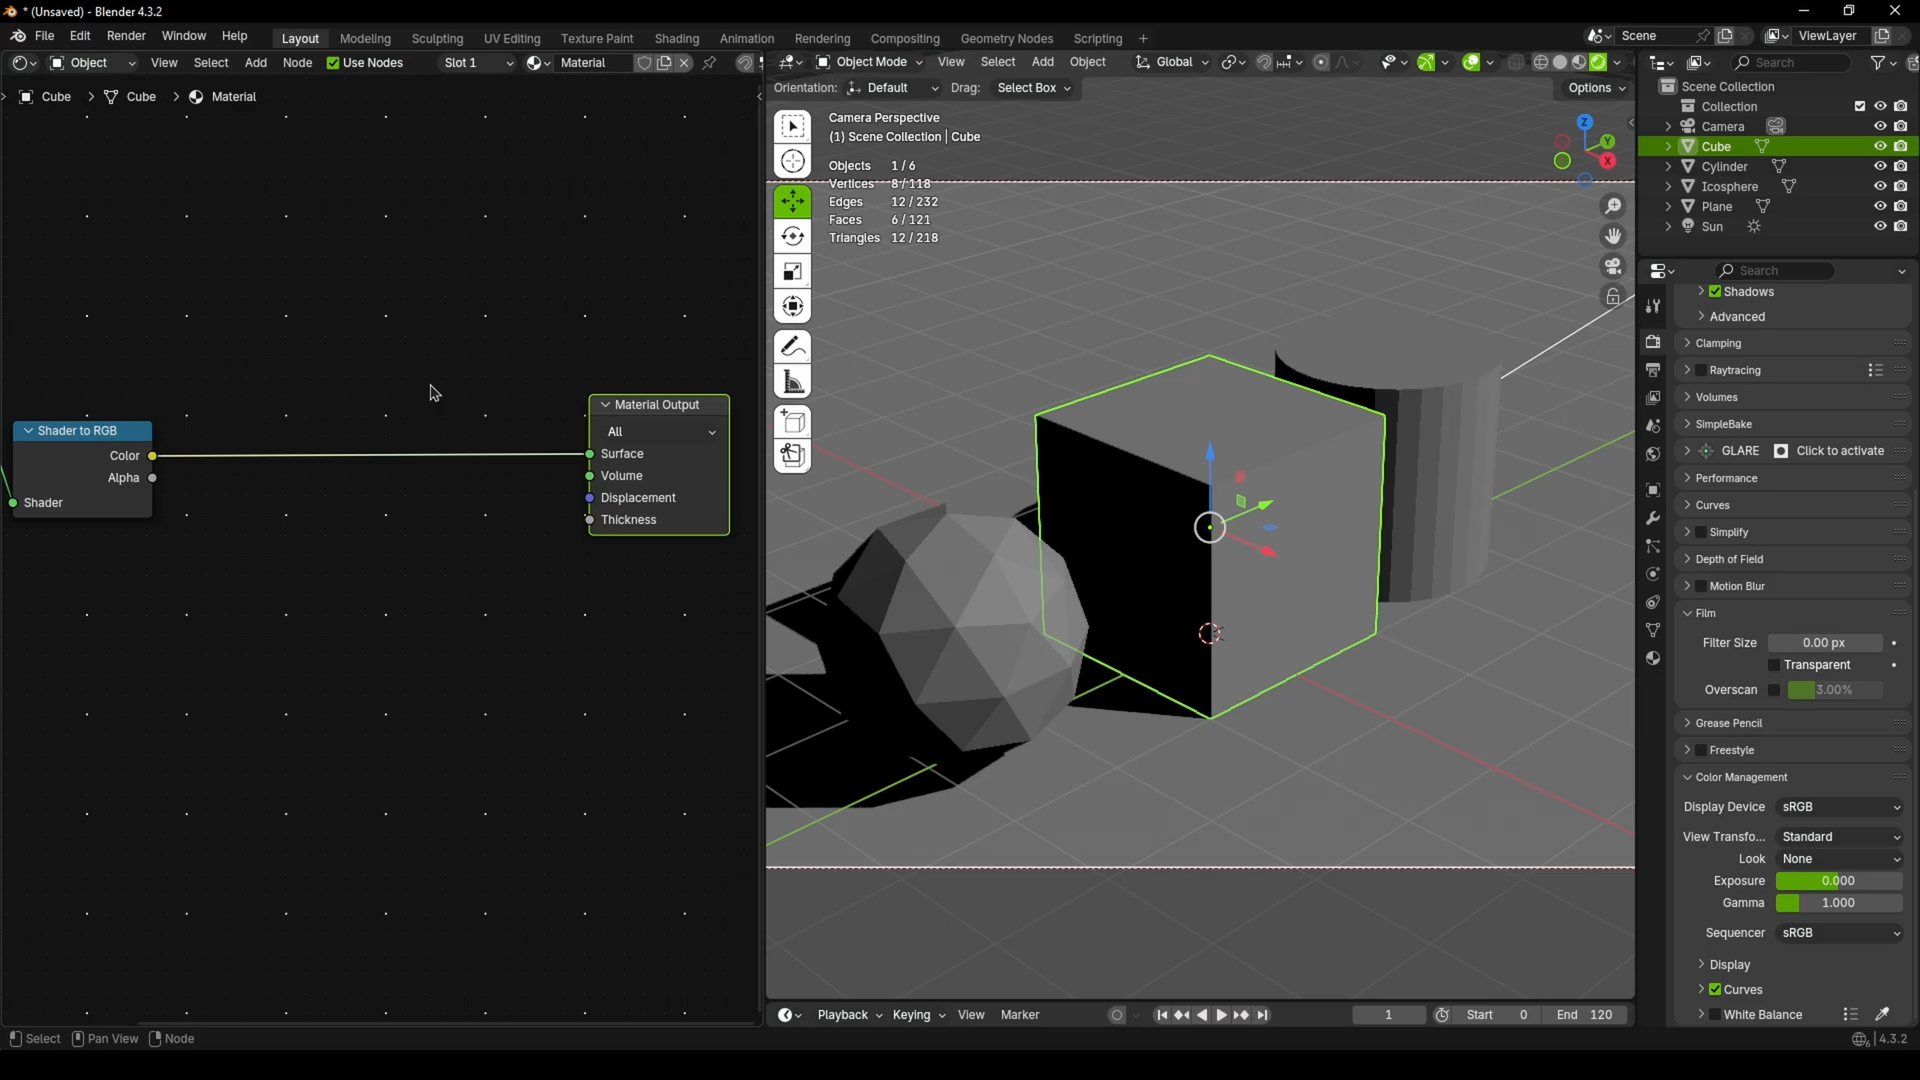 * (Unsaved) - Blender 4.3.2
File Edit Render Window Help Layout Modeling Sculpting UV Editing Texture Paint Shading Animation Rendering Compositing Geometry Nodes Scripting + Scene ViewLayer
Object View Select Add Node Use Nodes Slot 1 Material
Cube > Cube > Material
Shader to RGB
Color
Alpha
Shader
Material Output
All
Surface
Volume
Displacement
Thickness
Object Mode View Select Add Object Global
Orientation: Default Drag: Select Box Options
Camera Perspective
(1) Scene Collection | Cube
Objects 1/6
Vertices 8/118
Edges 12/232
Faces 6/121
Triangles 12/218
Z
Y
X
Playback Keying View Marker 1 Start 0 End 120
Search
Scene Collection
Collection
Camera
Cube
Cylinder
Icosphere
Plane
Sun
Search
Shadows
Advanced
Clamping
Raytracing
Volumes
SimpleBake
GLARE Click to activate
Performance
Curves
Simplify
Depth of Field
Motion Blur
Film
Filter Size 0.00 px
Transparent
Overscan 3.00%
Grease Pencil
Freestyle
Color Management
Display Device sRGB
View Transfo... Standard
Look None
Exposure 0.000
Gamma 1.000
Sequencer sRGB
Display
Curves
White Balance
Select Pan View Node 4.3.2